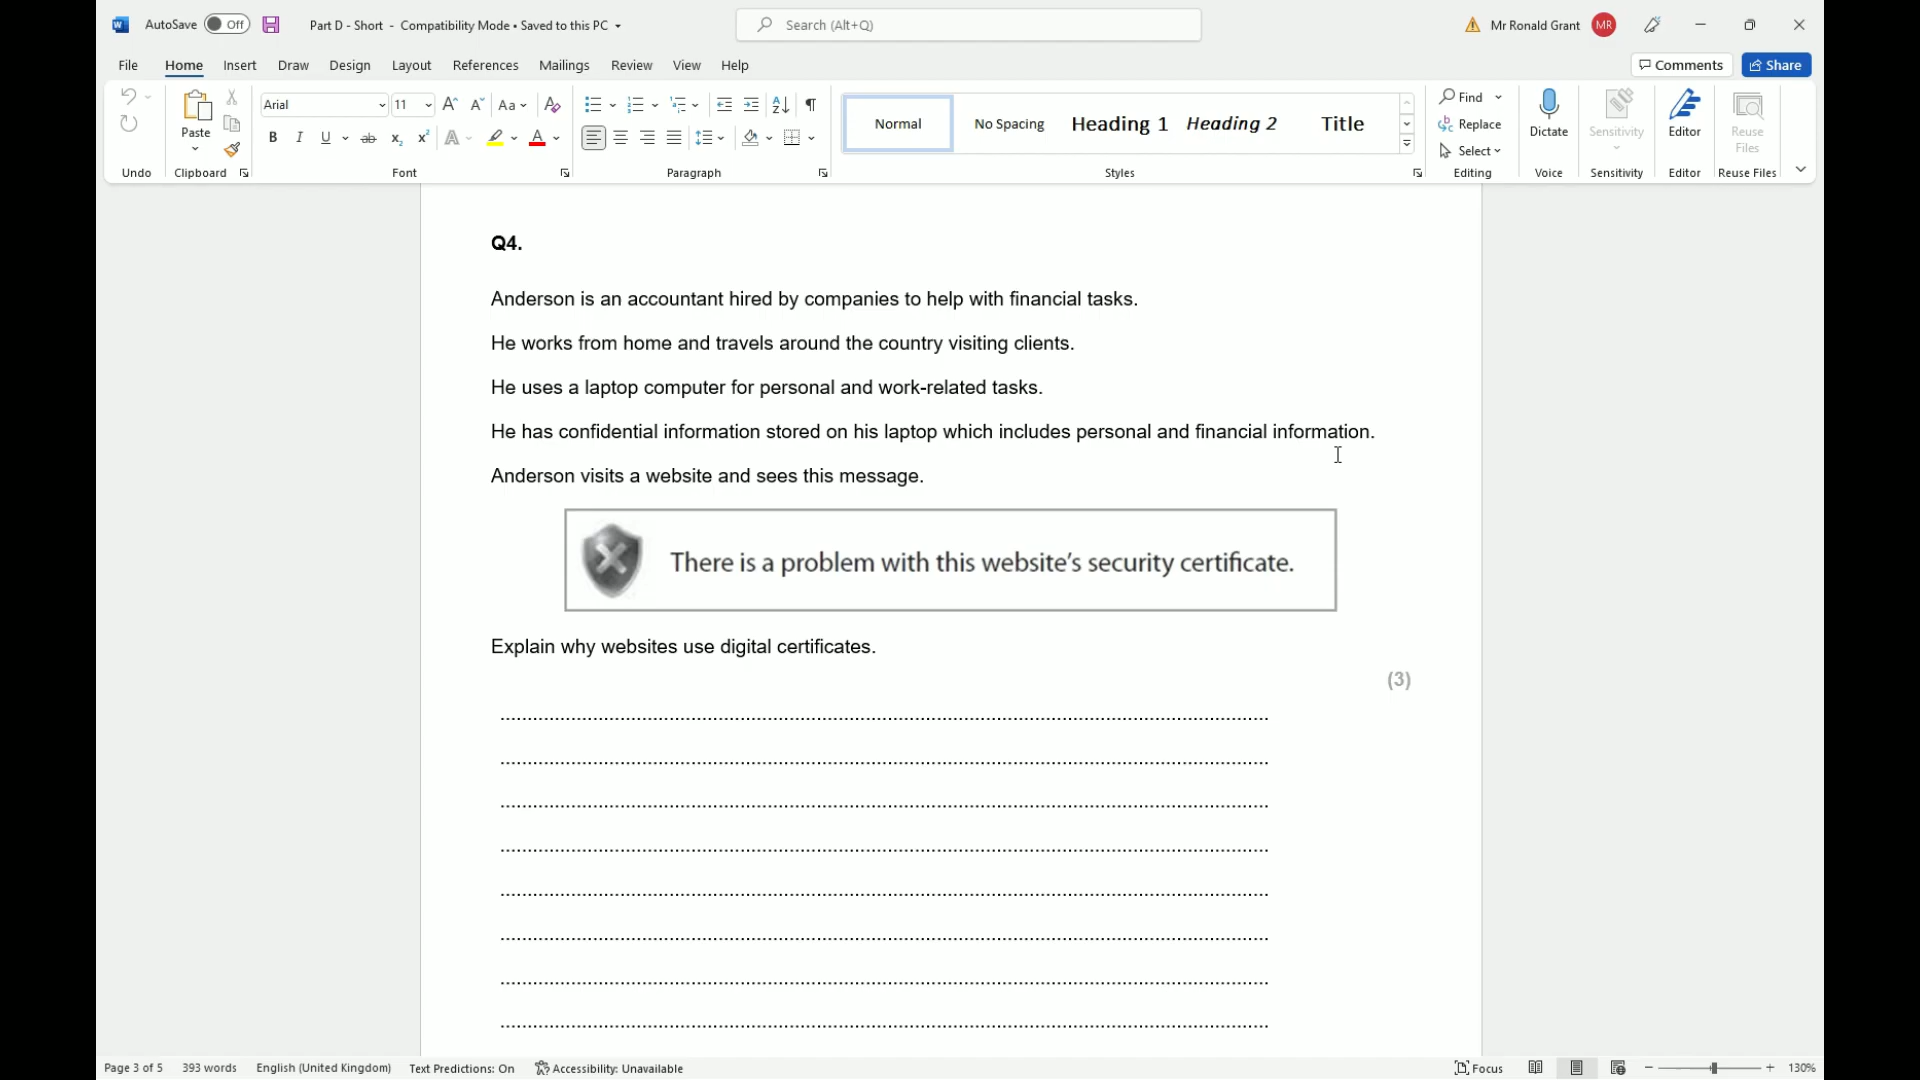 AutoSave Off Part D - Short - Compatibility Mode • Saved to this PC Search (Alt+Q) Mr Ronald Grant MR
File Home Insert Draw Design Layout References Mailings Review View Help Comments Share
Paste Arial 11 Aa Normal No Spacing Heading 1 Heading 2 Title Find Replace Select Dictate Sensitivity Editor Reuse Files
Undo Clipboard Font Paragraph Styles Editing Voice Sensitivity Editor Reuse Files
Q4.
Anderson is an accountant hired by companies to help with financial tasks.
He works from home and travels around the country visiting clients.
He uses a laptop computer for personal and work-related tasks.
He has confidential information stored on his laptop which includes personal and financial information.
Anderson visits a website and sees this message.
There is a problem with this website's security certificate.
Explain why websites use digital certificates.
(3)
Page 3 of 5 393 words English (United Kingdom) Text Predictions: On Accessibility: Unavailable Focus 130%